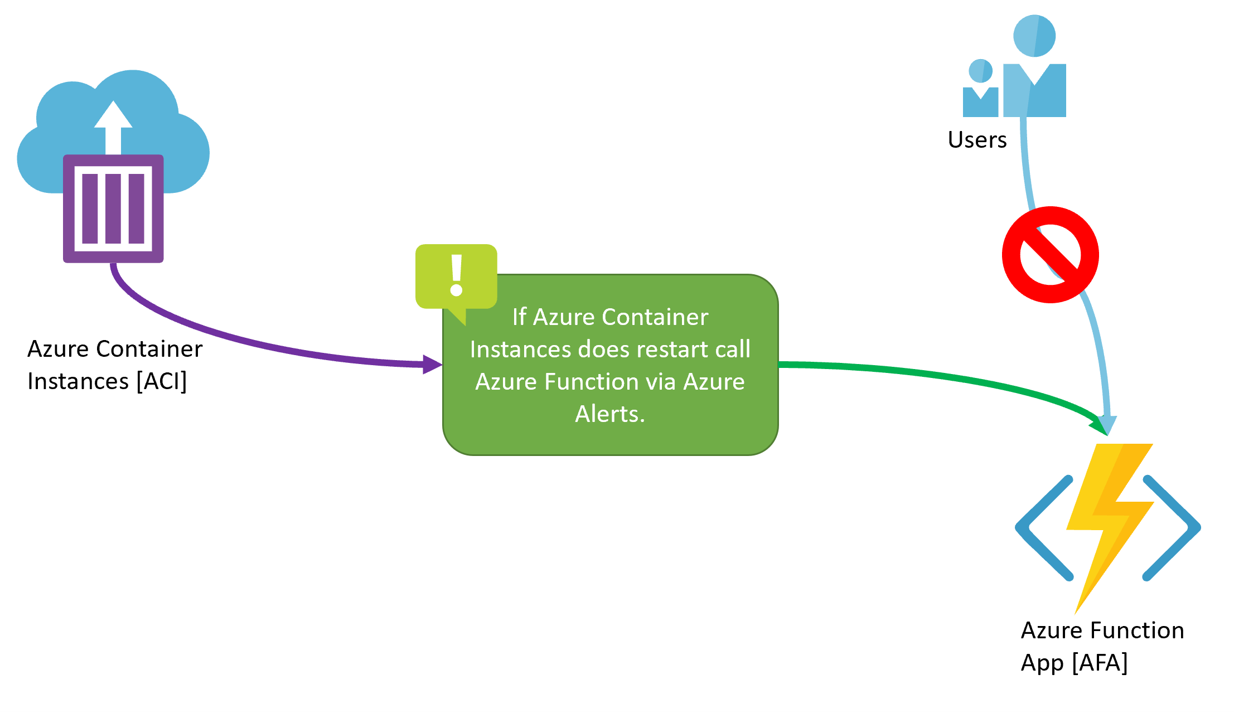 Users
!
If Azure Container
Instances does restart call
Azure Function via Azure
Alerts.
Azure Container
Instances [ACI]
Azure Function
App [AFA]